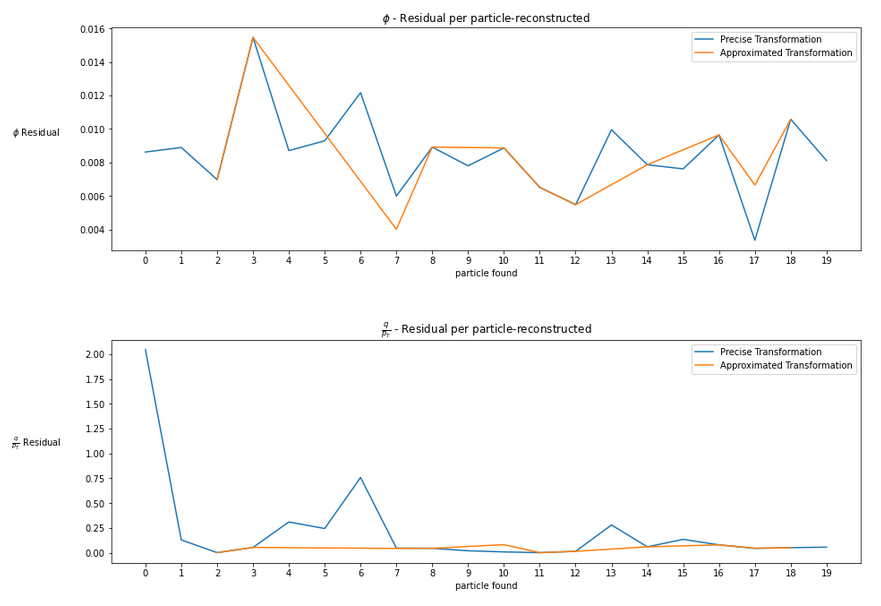 ϕ - Residual per particle-reconstructed
0.016
0.014
0.012
0.010
0.008
0.006
0.004
ϕ Residual
Precise Transformation
Approximated Transformation
0 1 2 3 4 5 6 7 8 9 10 11 12 13 14 15 16 17 18 19
particle found
q/p_T - Residual per particle-reconstructed
2.00
1.75
1.50
1.25
1.00
0.75
0.50
0.25
0.00
q/p_T Residual
Precise Transformation
Approximated Transformation
0 1 2 3 4 5 6 7 8 9 10 11 12 13 14 15 16 17 18 19
particle found